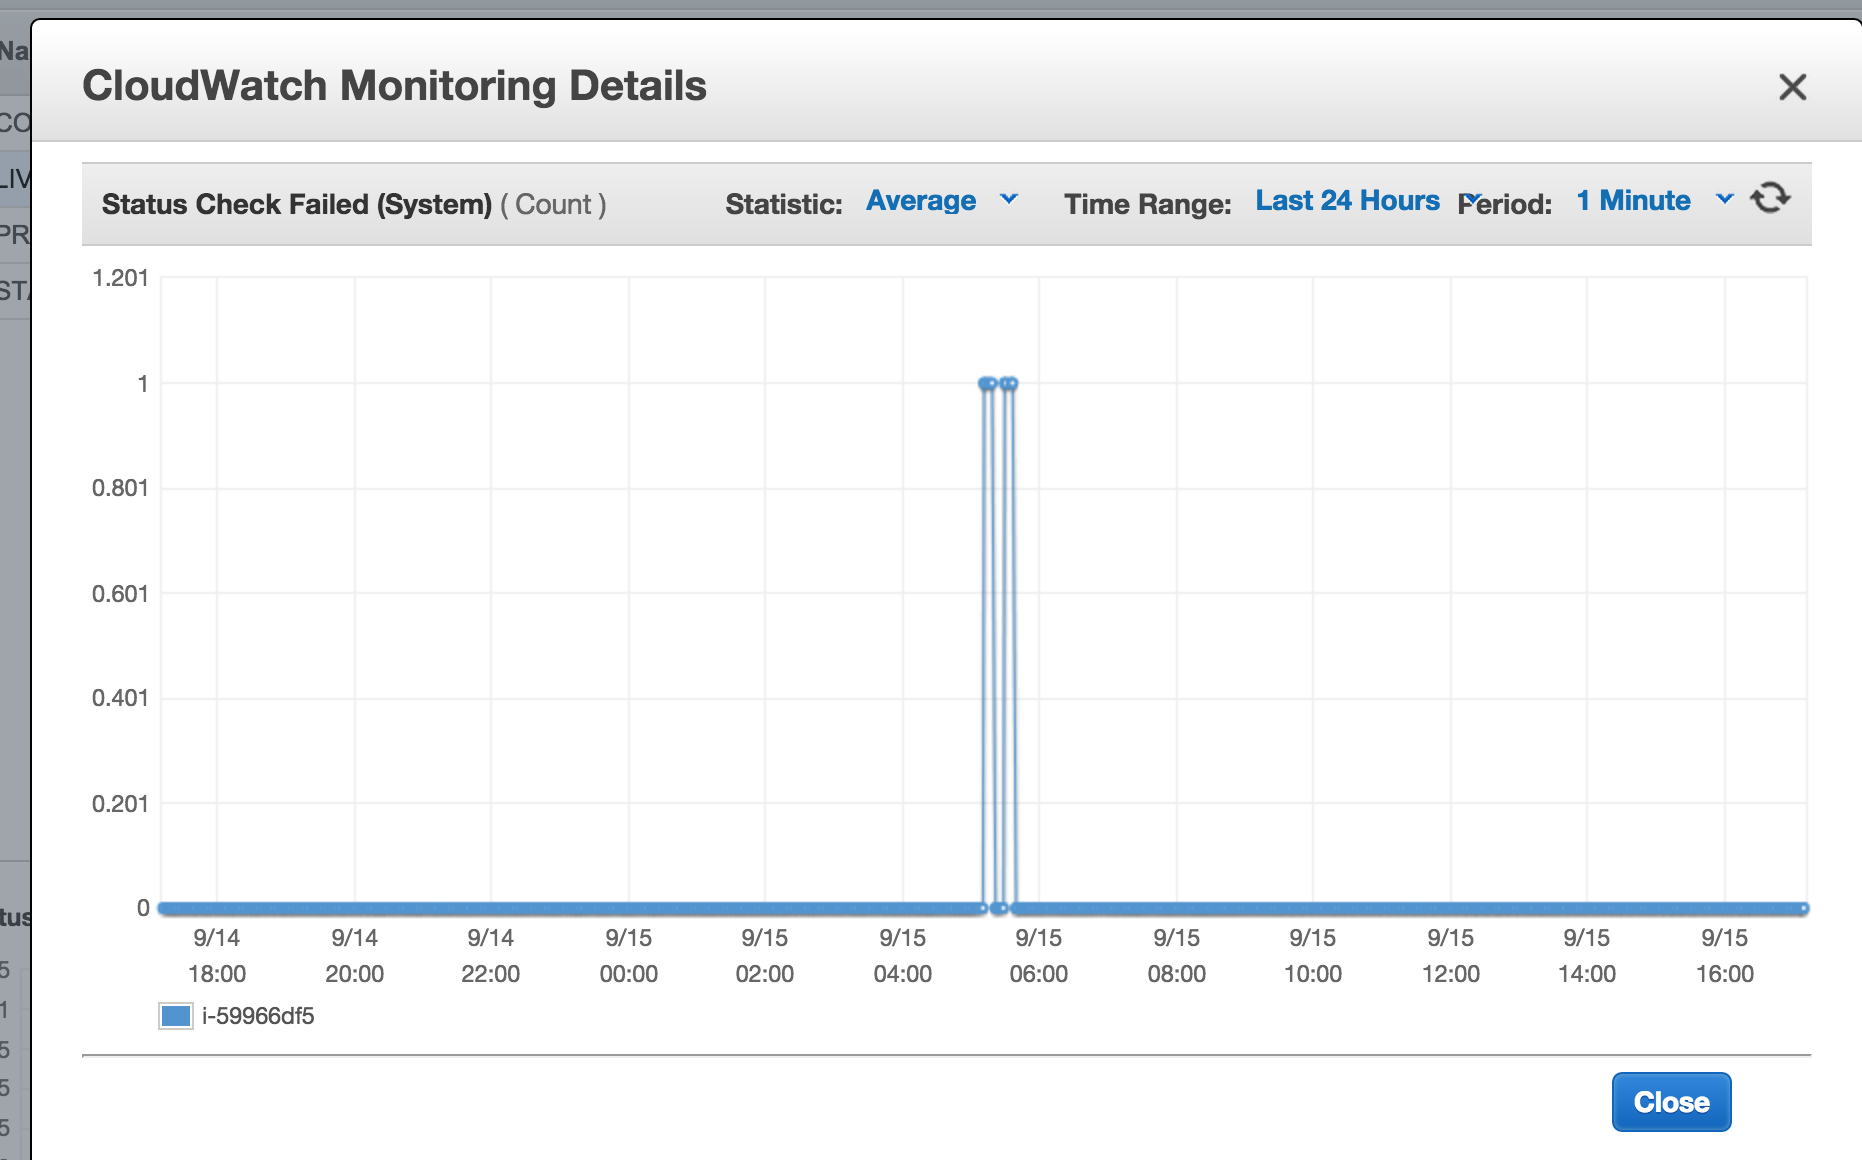 Na
CO
LIV
PR
STA
tus
5
1
5
5
5
CloudWatch Monitoring Details
Status Check Failed (System) ( Count )
Statistic: Average
Time Range: Last 24 Hours
Period: 1 Minute
1.201
1
0.801
0.601
0.401
0.201
0
9/14 9/14 9/14 9/15 9/15 9/15 9/15 9/15 9/15 9/15 9/15 9/15
18:00 20:00 22:00 00:00 02:00 04:00 06:00 08:00 10:00 12:00 14:00 16:00
i-59966df5
Close